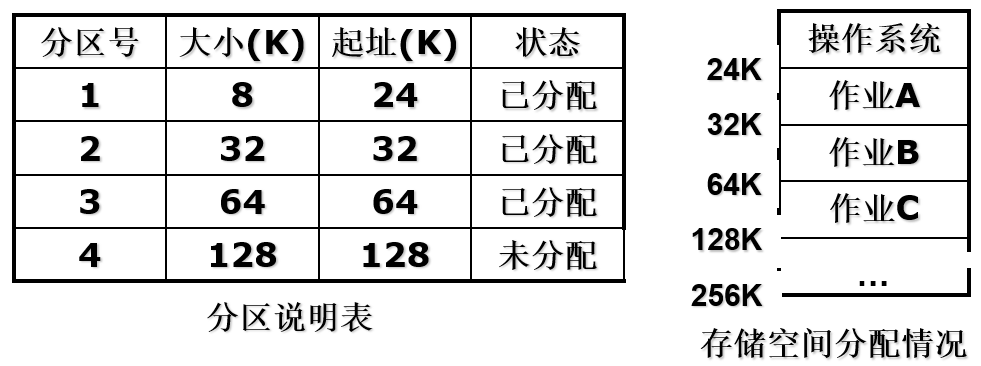 分区号 大小(K) 起址(K) 状态
1 8 24 已分配
2 32 32 已分配
3 64 64 已分配
4 128 128 未分配
分区说明表
操作系统
24K
作业A
32K
作业B
64K
作业C
128K
...
256K
存储空间分配情况